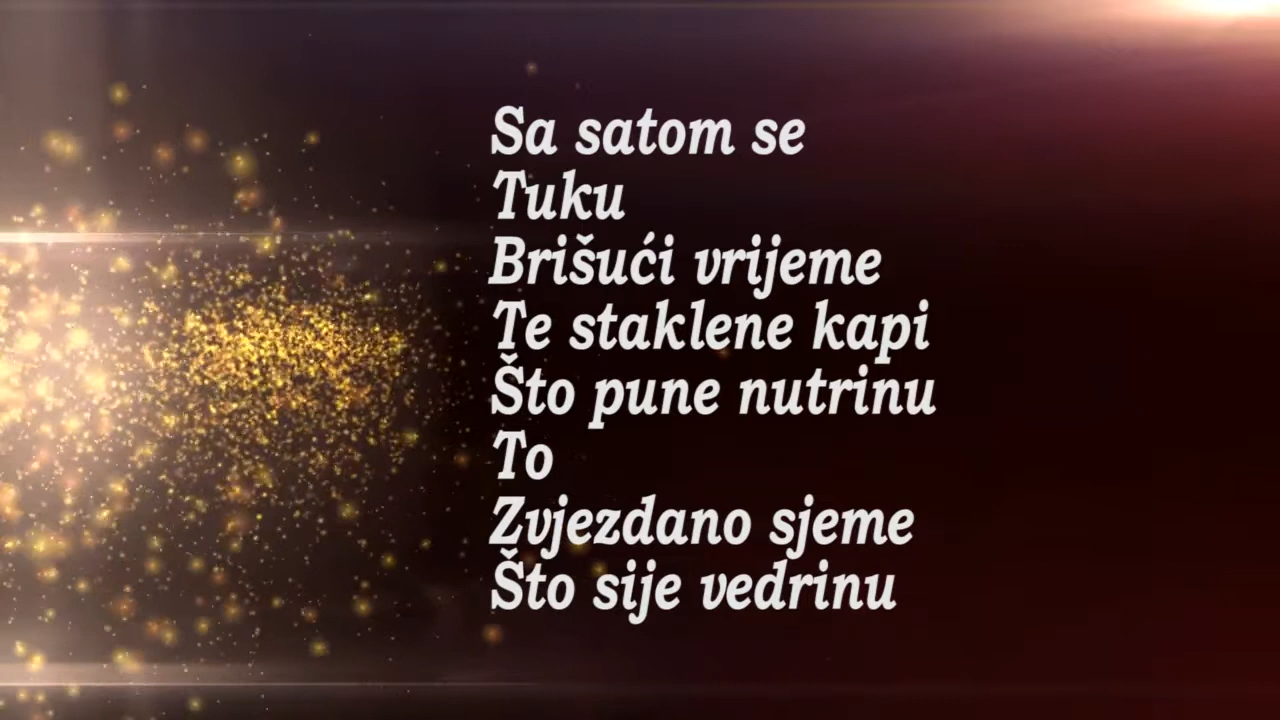 Sa satom se
Tuku
Brišući vrijeme
Te staklene kapi
Što pune nutrinu
To
Zvjezdano sjeme
Što sije vedrinu